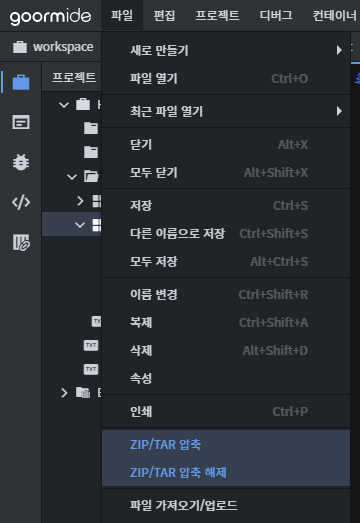 goormide 파일 편집 프로젝트 디버그 컨테이너
workspace
프로젝트
새로 만들기
파일 열기 Ctrl+O
최근 파일 열기
닫기 Alt+X
모두 닫기 Alt+Shift+X
저장 Ctrl+S
다른 이름으로 저장 Ctrl+Shift+S
모두 저장 Alt+Ctrl+S
이름 변경 Ctrl+Shift+R
복제 Ctrl+Shift+A
삭제 Alt+Shift+D
속성
인쇄 Ctrl+P
ZIP/TAR 압축
ZIP/TAR 압축 해제
파일 가져오기/업로드
TXT
TXT
TXT